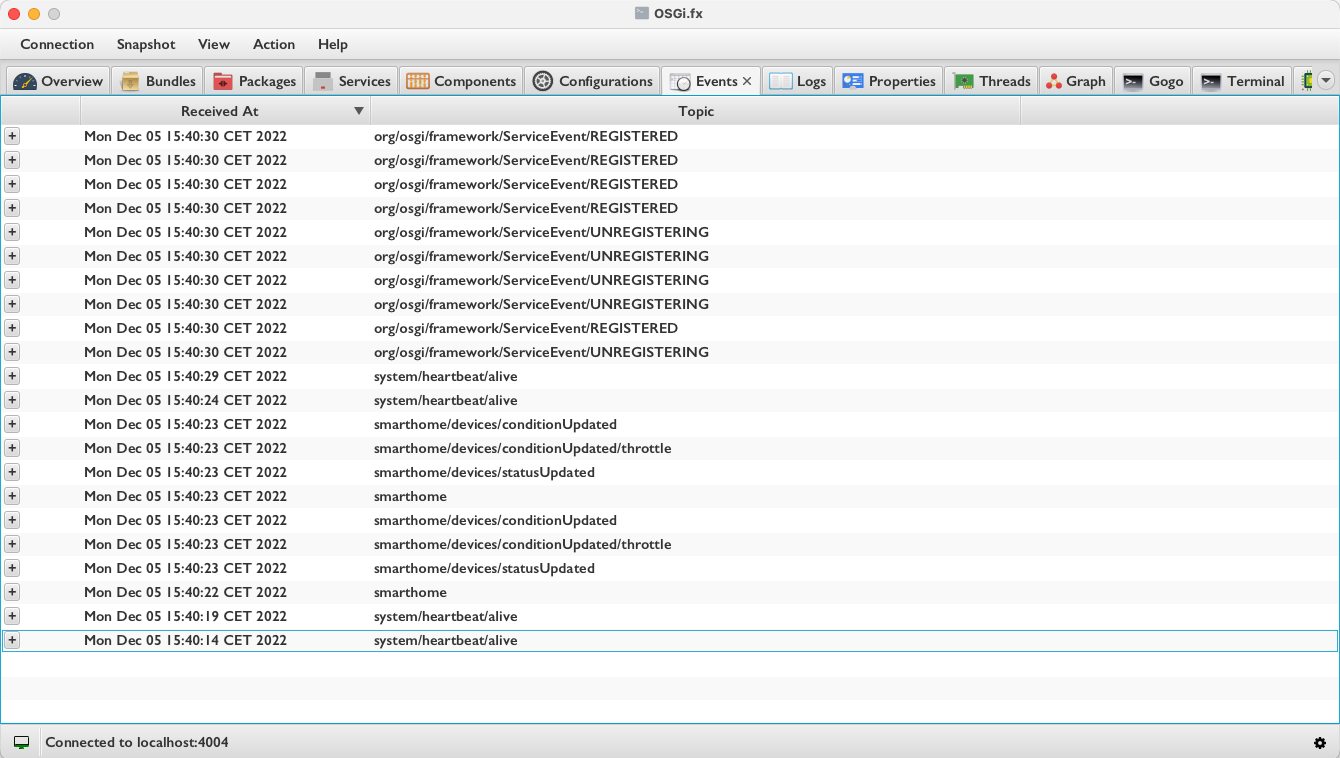 OSGi.fx
Connection Snapshot View Action Help
Overview Bundles Packages Services Components Configurations Events Logs Properties Threads Graph Gogo Terminal
Received At Topic
Mon Dec 05 15:40:30 CET 2022 org/osgi/framework/ServiceEvent/REGISTERED
Mon Dec 05 15:40:30 CET 2022 org/osgi/framework/ServiceEvent/REGISTERED
Mon Dec 05 15:40:30 CET 2022 org/osgi/framework/ServiceEvent/REGISTERED
Mon Dec 05 15:40:30 CET 2022 org/osgi/framework/ServiceEvent/REGISTERED
Mon Dec 05 15:40:30 CET 2022 org/osgi/framework/ServiceEvent/UNREGISTERING
Mon Dec 05 15:40:30 CET 2022 org/osgi/framework/ServiceEvent/UNREGISTERING
Mon Dec 05 15:40:30 CET 2022 org/osgi/framework/ServiceEvent/UNREGISTERING
Mon Dec 05 15:40:30 CET 2022 org/osgi/framework/ServiceEvent/UNREGISTERING
Mon Dec 05 15:40:30 CET 2022 org/osgi/framework/ServiceEvent/REGISTERED
Mon Dec 05 15:40:30 CET 2022 org/osgi/framework/ServiceEvent/UNREGISTERING
Mon Dec 05 15:40:29 CET 2022 system/heartbeat/alive
Mon Dec 05 15:40:24 CET 2022 system/heartbeat/alive
Mon Dec 05 15:40:23 CET 2022 smarthome/devices/conditionUpdated
Mon Dec 05 15:40:23 CET 2022 smarthome/devices/conditionUpdated/throttle
Mon Dec 05 15:40:23 CET 2022 smarthome/devices/statusUpdated
Mon Dec 05 15:40:23 CET 2022 smarthome
Mon Dec 05 15:40:23 CET 2022 smarthome/devices/conditionUpdated
Mon Dec 05 15:40:23 CET 2022 smarthome/devices/conditionUpdated/throttle
Mon Dec 05 15:40:23 CET 2022 smarthome/devices/statusUpdated
Mon Dec 05 15:40:22 CET 2022 smarthome
Mon Dec 05 15:40:19 CET 2022 system/heartbeat/alive
Mon Dec 05 15:40:14 CET 2022 system/heartbeat/alive
Connected to localhost:4004